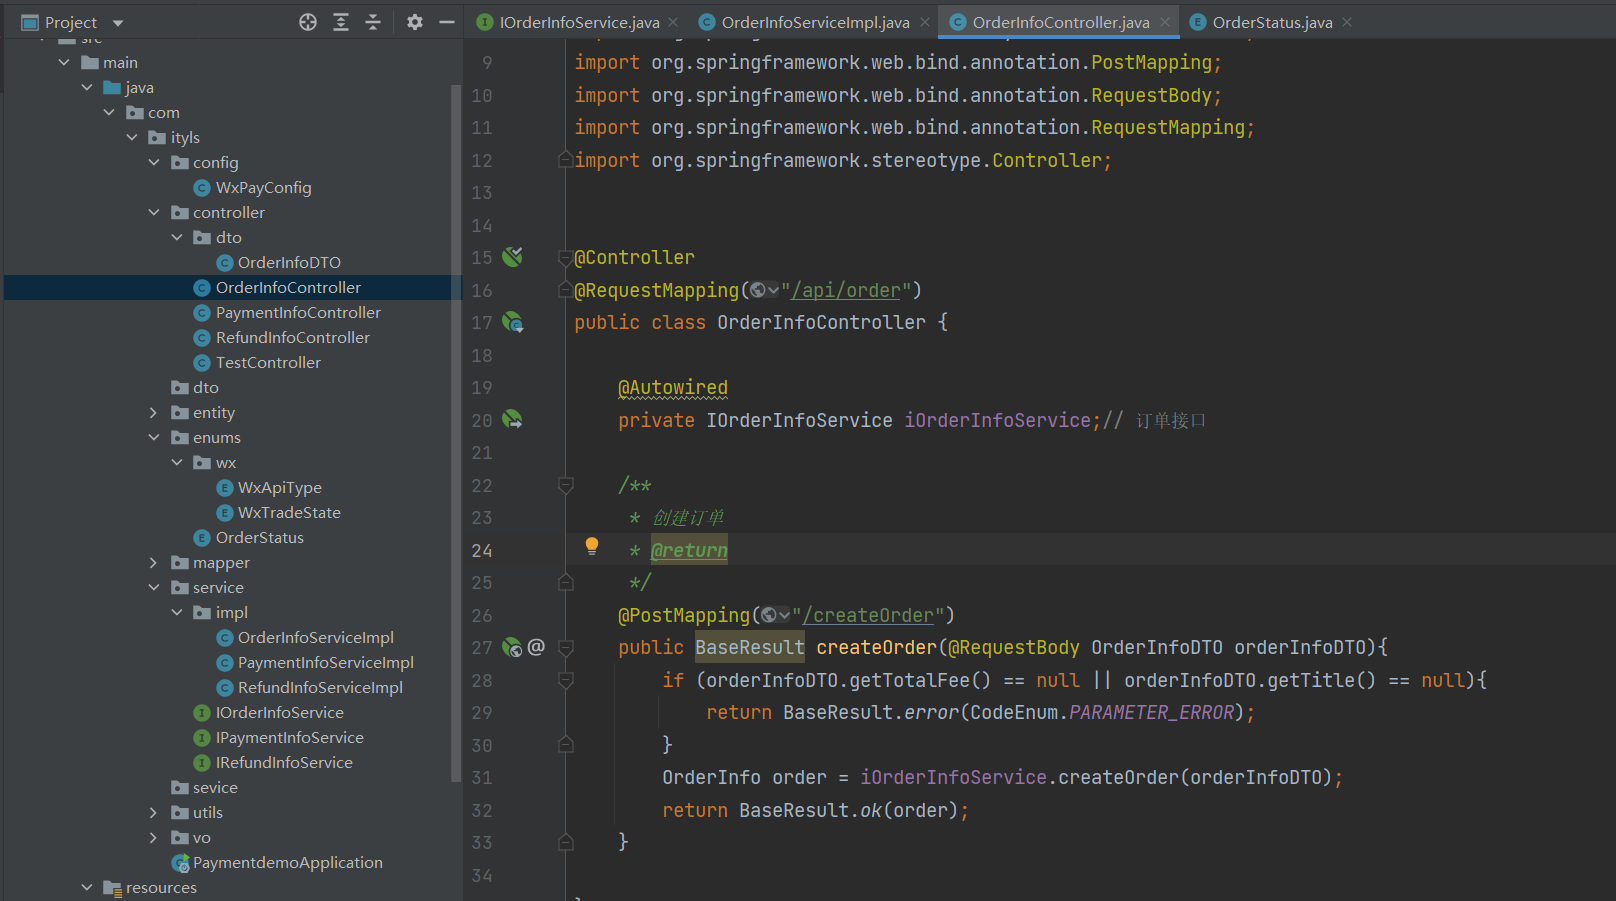 Project
src
main
java
com
ityls
config
WxPayConfig
controller
dto
OrderInfoDTO
OrderInfoController
PaymentInfoController
RefundInfoController
TestController
dto
entity
enums
wx
WxApiType
WxTradeState
OrderStatus
mapper
service
impl
OrderInfoServiceImpl
PaymentInfoServiceImpl
RefundInfoServiceImpl
IOrderInfoService
IPaymentInfoService
IRefundInfoService
sevice
utils
vo
PaymentdemoApplication
resources
IOrderInfoService.java OrderInfoServiceImpl.java OrderInfoController.java OrderStatus.java
9 import org.springframework.web.bind.annotation.PostMapping;
10 import org.springframework.web.bind.annotation.RequestBody;
11 import org.springframework.web.bind.annotation.RequestMapping;
12 import org.springframework.stereotype.Controller;
13
14
15 @Controller
16 @RequestMapping("/api/order")
17 public class OrderInfoController {
18
19 @Autowired
20 private IOrderInfoService iOrderInfoService;// 订单接口
21
22 /**
23 * 创建订单
24 * @return
25 */
26 @PostMapping("/createOrder")
27 @ public BaseResult createOrder(@RequestBody OrderInfoDTO orderInfoDTO){
28 if (orderInfoDTO.getTotalFee() == null || orderInfoDTO.getTitle() == null){
29 return BaseResult.error(CodeEnum.PARAMETER_ERROR);
30 }
31 OrderInfo order = iOrderInfoService.createOrder(orderInfoDTO);
32 return BaseResult.ok(order);
33 }
34